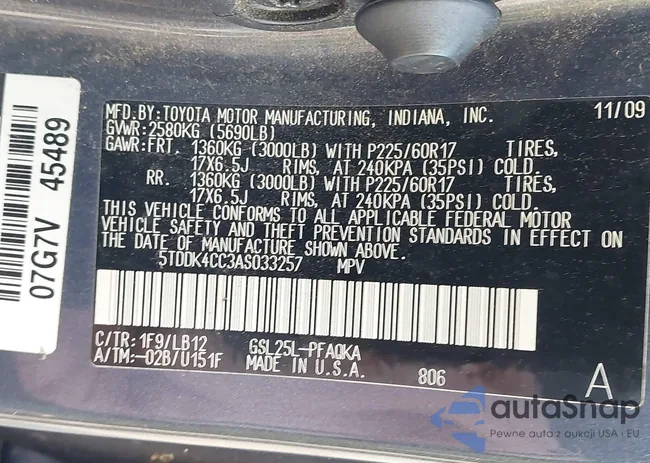 MFD.BY:TOYOTA MOTOR MANUFACTURING, INDIANA, INC. 11/09
GVWR:2580KG (5690LB)
GAWR:FRT. 1360KG (3000LB) WITH P225/60R17 TIRES,
17X6.5J RIMS, AT 240KPA (35PSI) COLD.
RR. 1360KG (3000LB) WITH P225/60R17 TIRES,
17X6.5J RIMS, AT 240KPA (35PSI) COLD.
THIS VEHICLE CONFORMS TO ALL APPLICABLE FEDERAL MOTOR
VEHICLE SAFETY AND THEFT PREVENTION STANDARDS IN EFFECT ON
THE DATE OF MANUFACTURE SHOWN ABOVE.
5TDDK4CC3AS033257 MPV
C/TR:1F9/LB12 GSL25L-PFAQKA
A/TM:-02B/U151F MADE IN U.S.A. 806 A
07G7V 45489
autoSnap
Pewne auta z aukcji USA i EU